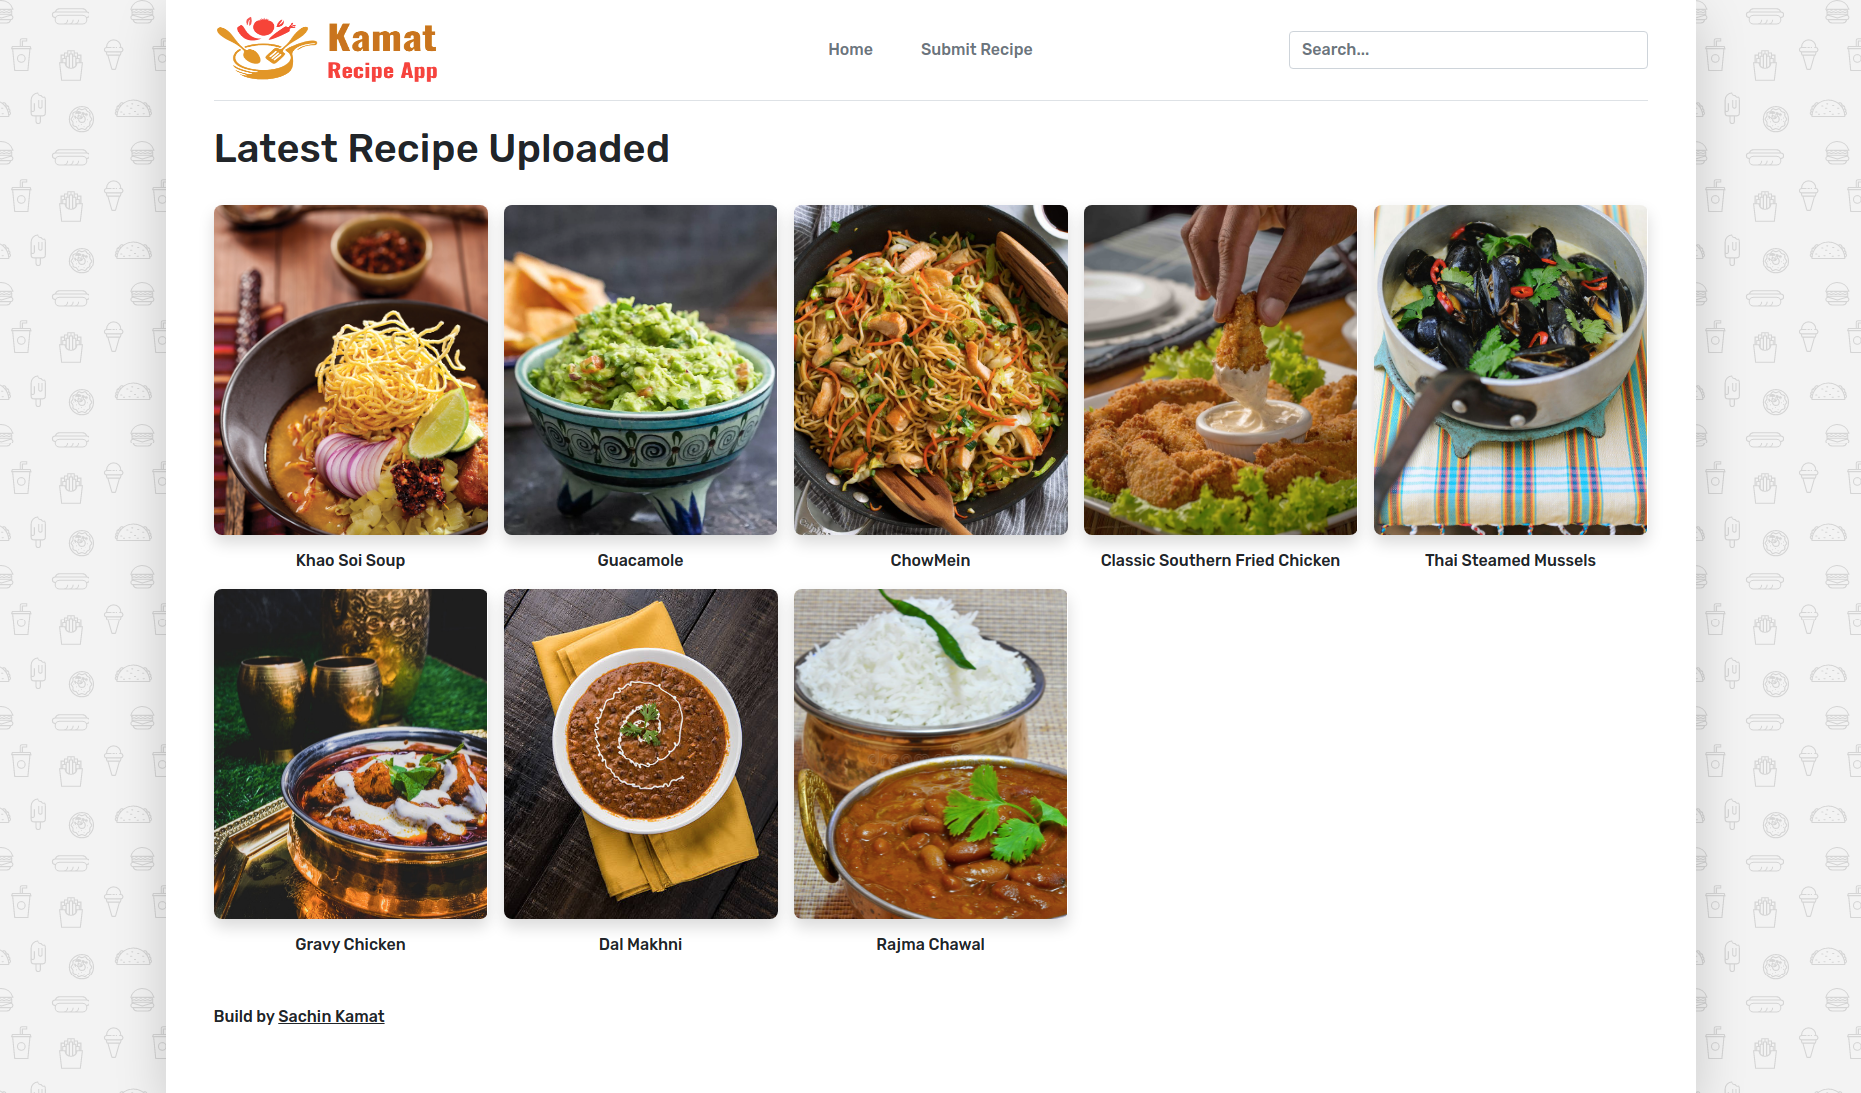 Kamat
Recipe App
Home
Submit Recipe
Search...
Latest Recipe Uploaded
Khao Soi Soup
Guacamole
ChowMein
Classic Southern Fried Chicken
Thai Steamed Mussels
Gravy Chicken
Dal Makhni
Rajma Chawal
Build by Sachin Kamat